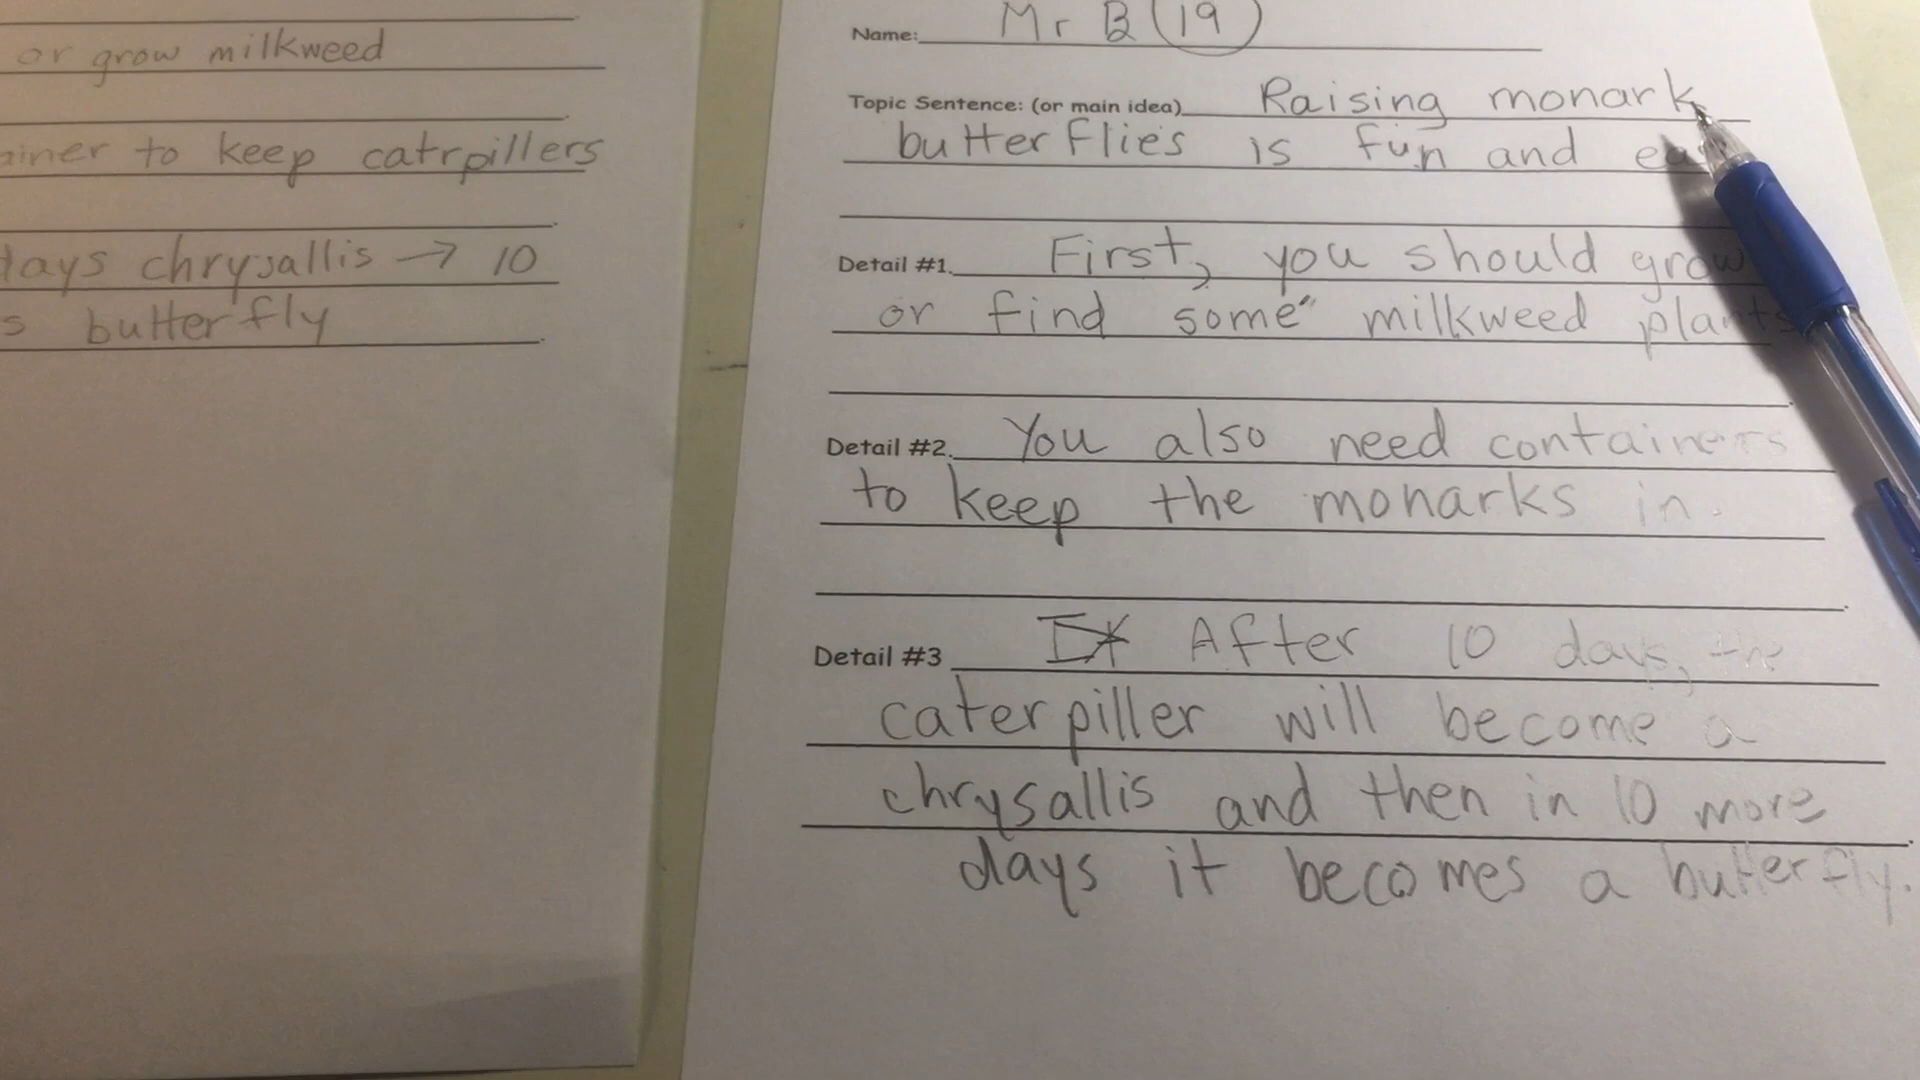 or grow milkweed
to keep catrpillers
days chrysallis → 10
butterfly
Name: Mr B 19
Topic Sentence: (or main idea) Raising monark
butterflies is fun and
Detail #1. First, you should grow
or find some milkweed plants
Detail #2. You also need containers
to keep the monarks in.
Detail #3 After 10 days, the
caterpiller will become a
chrysallis and then in 10 more
days it becomes a butterfly.